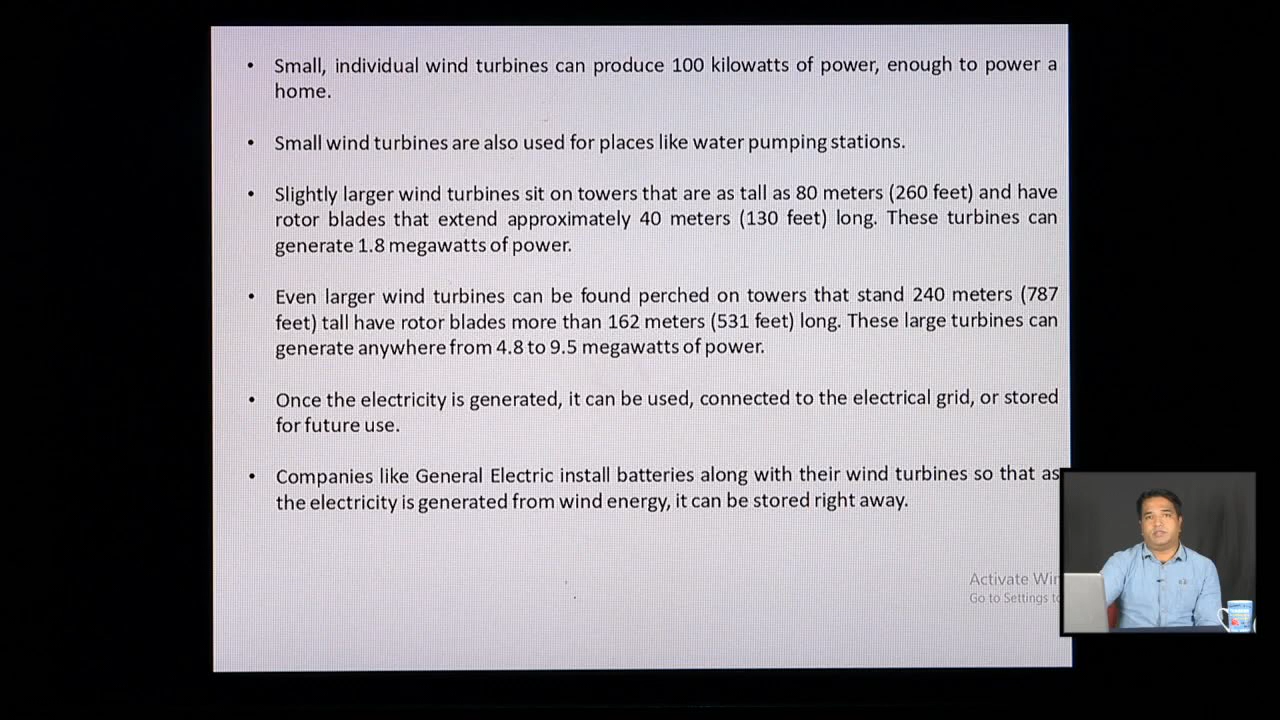 • Small, individual wind turbines can produce 100 kilowatts of power, enough to power a
home.
• Small wind turbines are also used for places like water pumping stations.
• Slightly larger wind turbines sit on towers that are as tall as 80 meters (260 feet) and have
rotor blades that extend approximately 40 meters (130 feet) long. These turbines can
generate 1.8 megawatts of power.
• Even larger wind turbines can be found perched on towers that stand 240 meters (787
feet) tall have rotor blades more than 162 meters (531 feet) long. These large turbines can
generate anywhere from 4.8 to 9.5 megawatts of power.
• Once the electricity is generated, it can be used, connected to the electrical grid, or stored
for future use.
• Companies like General Electric install batteries along with their wind turbines so that as
the electricity is generated from wind energy, it can be stored right away.
Activate Win
Go to Settings to